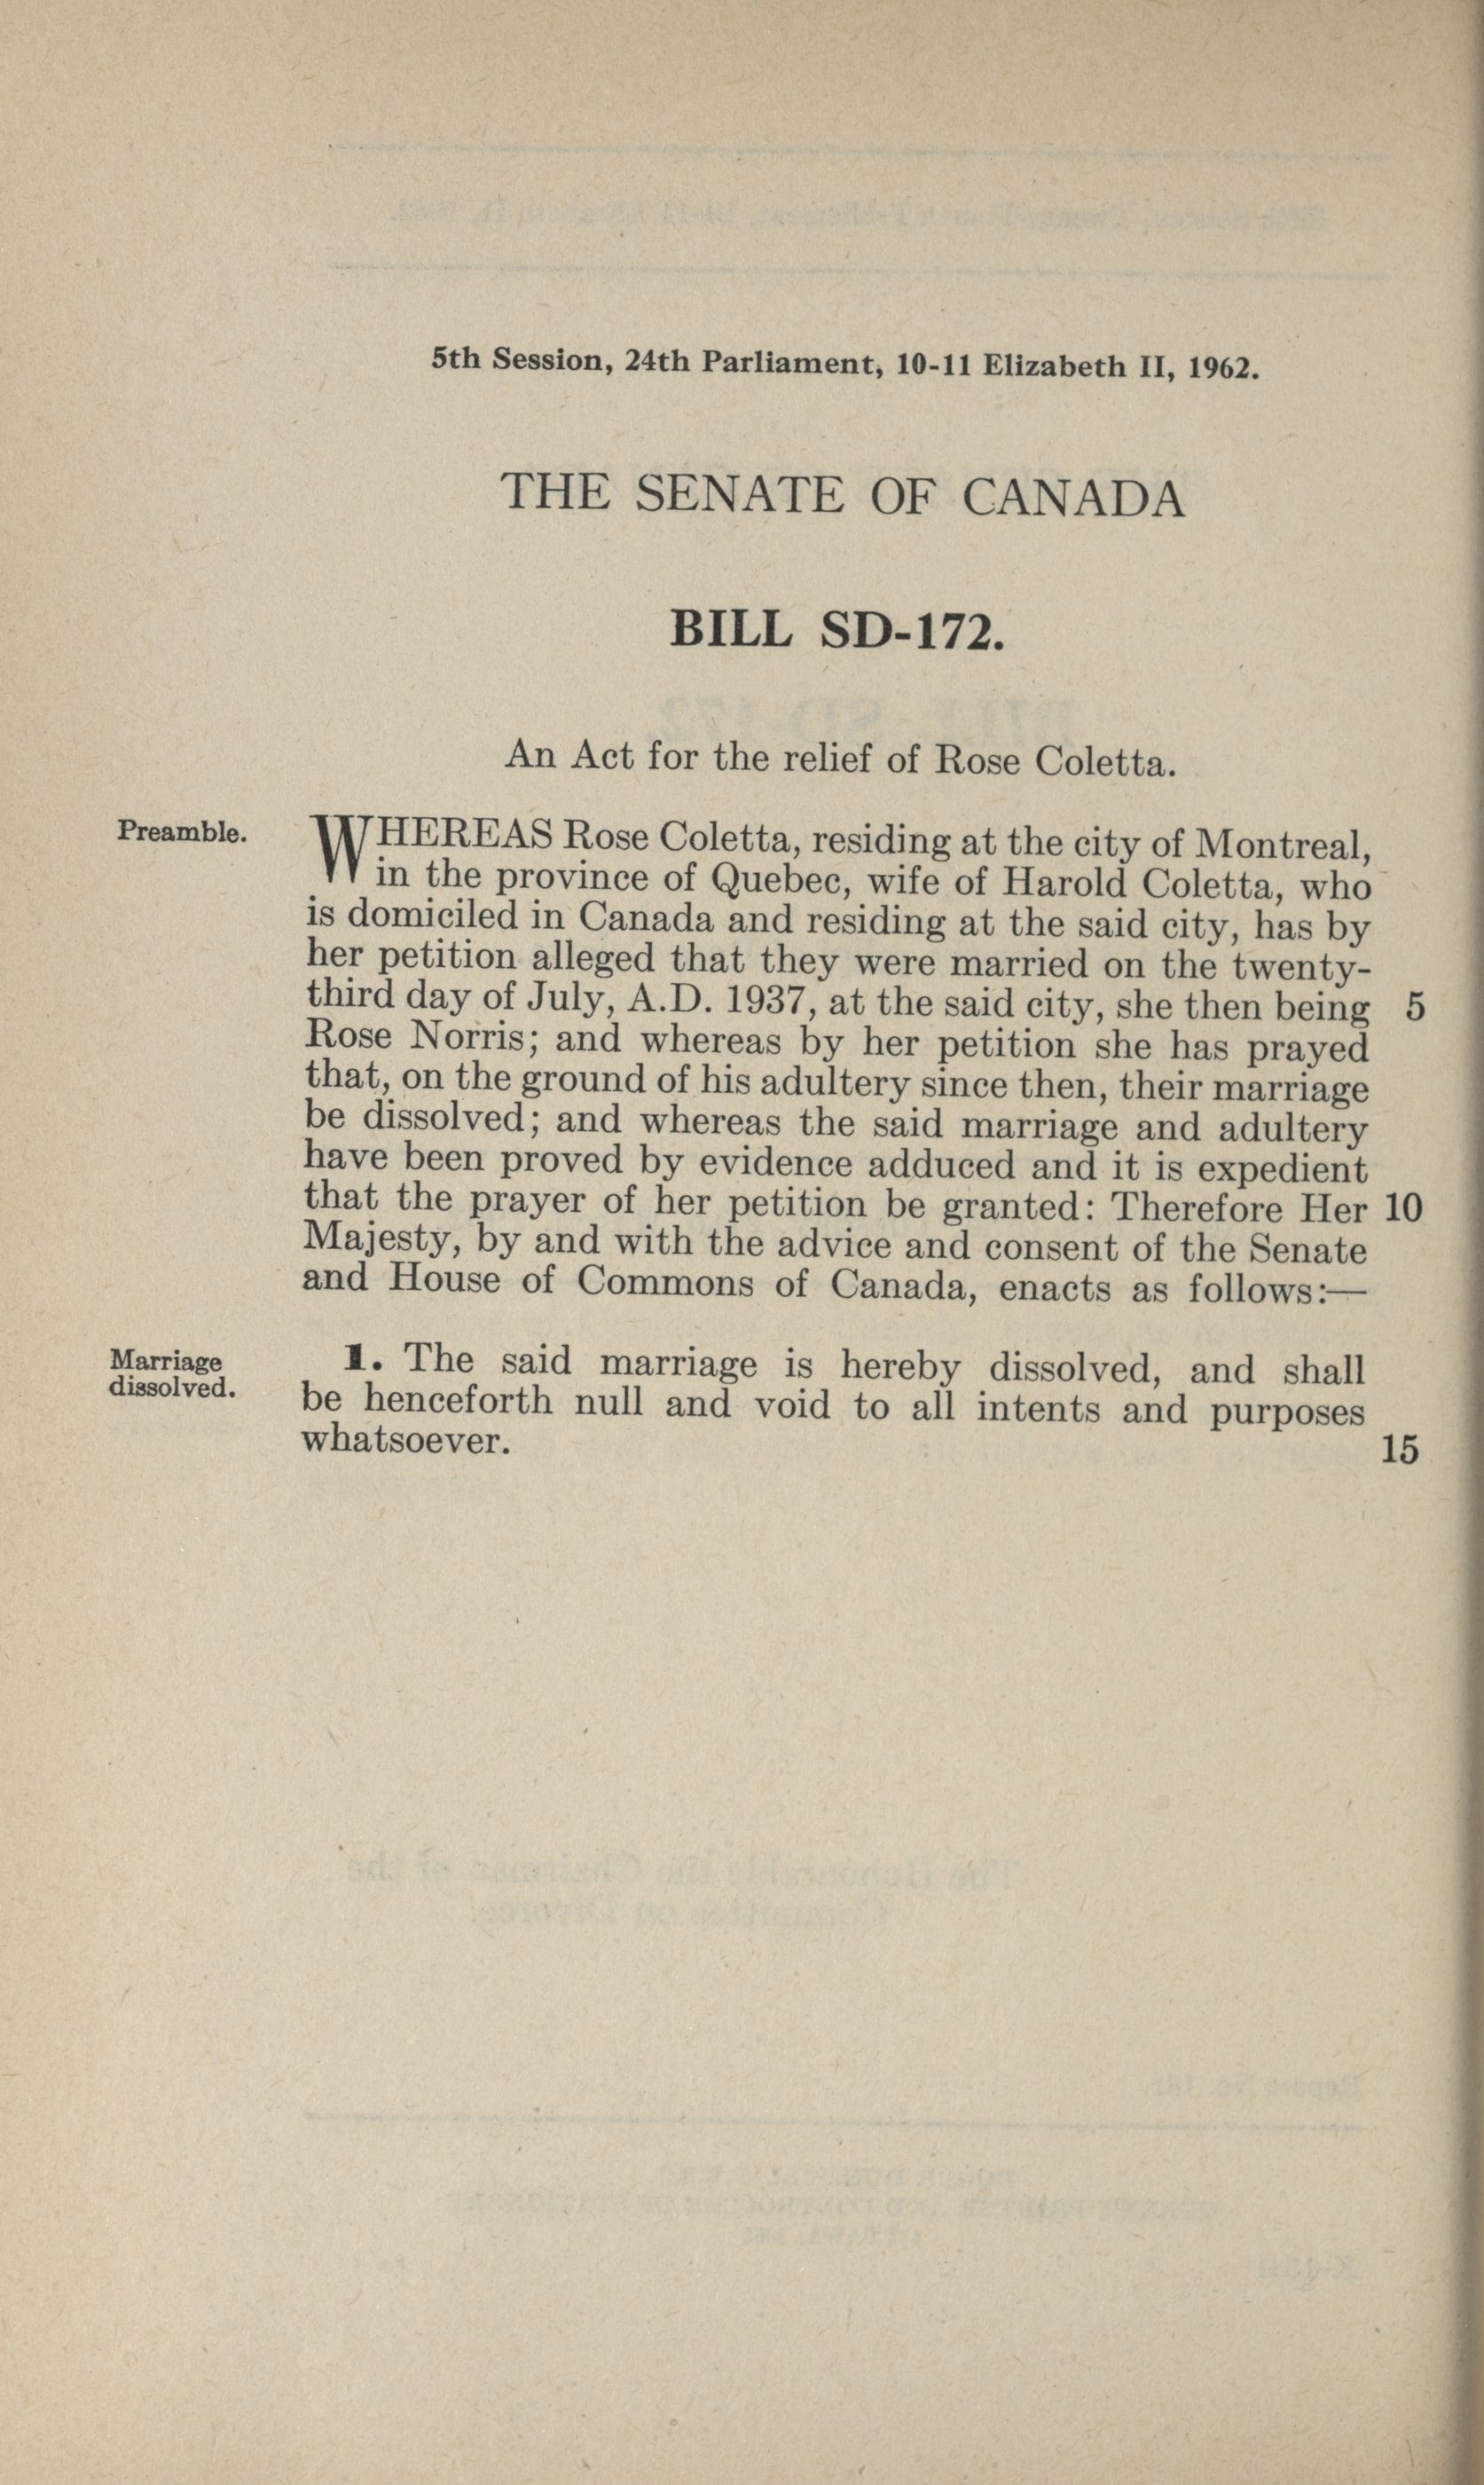 5th Session, 24th Parliament, 10-11 Elizabeth II, 1962.
THE SENATE OF CANADA
BILL SD-172.
An Act for the relief of Rose Coletta.
Preamble.
WHEREAS Rose Coletta, residing at the city of Montreal,
in the province of Quebec, wife of Harold Coletta, who
is domiciled in Canada and residing at the said city, has by
her petition alleged that they were married on the twenty-
third day of July, A.D. 1937, at the said city, she then being 5
Rose Norris; and whereas by her petition she has prayed
that, on the ground of his adultery since then, their marriage
be dissolved; and whereas the said marriage and adultery
have been proved by evidence adduced and it is expedient
that the prayer of her petition be granted: Therefore Her 10
Majesty, by and with the advice and consent of the Senate
and House of Commons of Canada, enacts as follows:—
Marriage
dissolved.
1. The said marriage is hereby dissolved, and shall
be henceforth null and void to all intents and purposes
whatsoever. 15